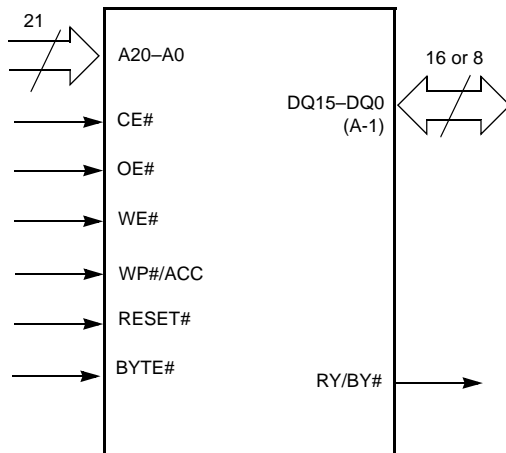 21
A20–A0
16 or 8
DQ15–DQ0
(A-1)
CE#
OE#
WE#
WP#/ACC
RESET#
BYTE#
RY/BY#